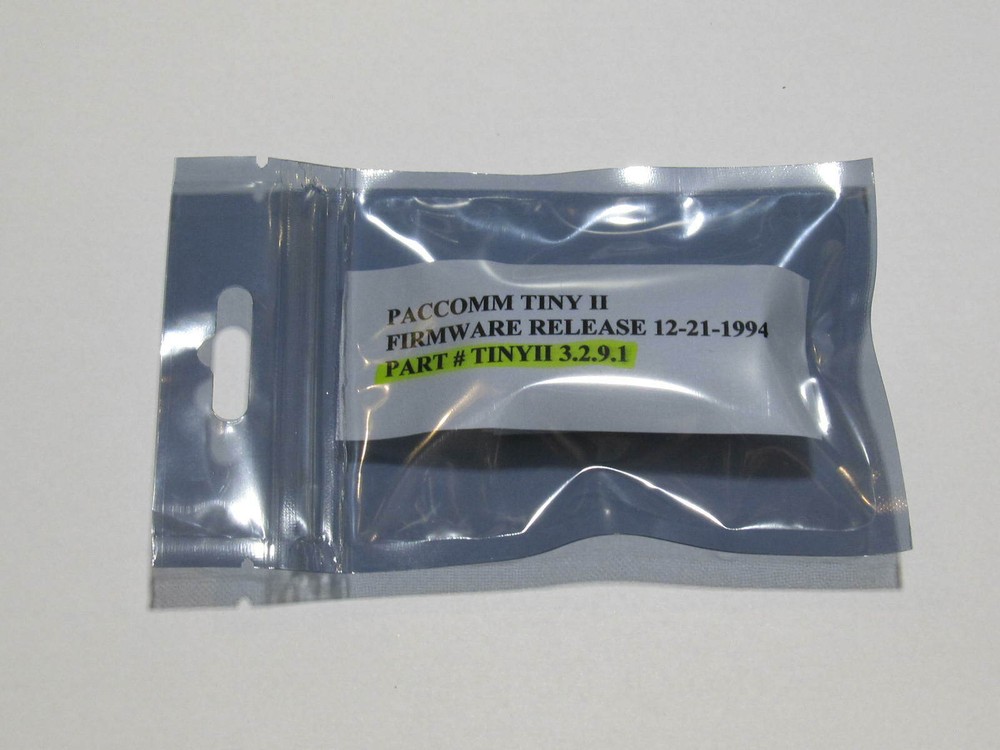 PACCOMM TINY II
FIRMWARE RELEASE 12-21-1994
PART # TINYII 3.2.9.1